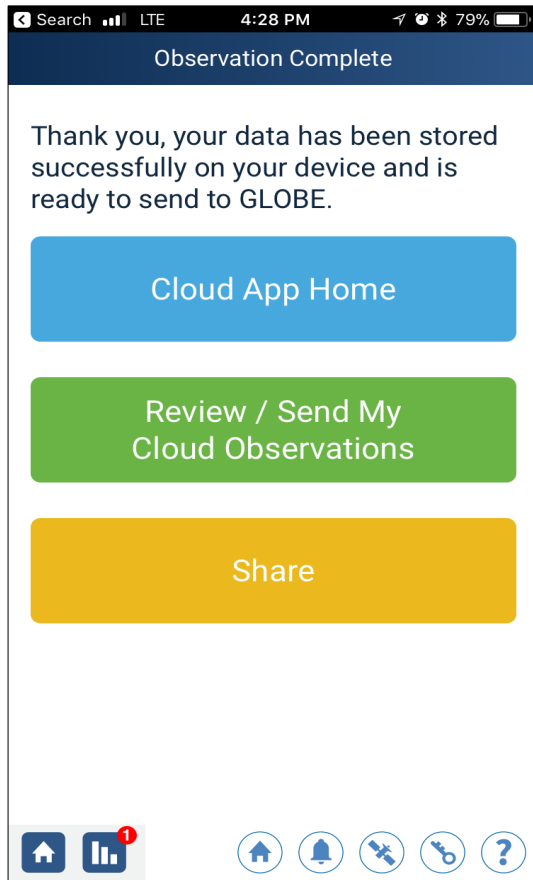 Search LTE 4:28 PM 79%
Observation Complete
Thank you, your data has been stored
successfully on your device and is
ready to send to GLOBE.
Cloud App Home
Review / Send My
Cloud Observations
Share
1
?